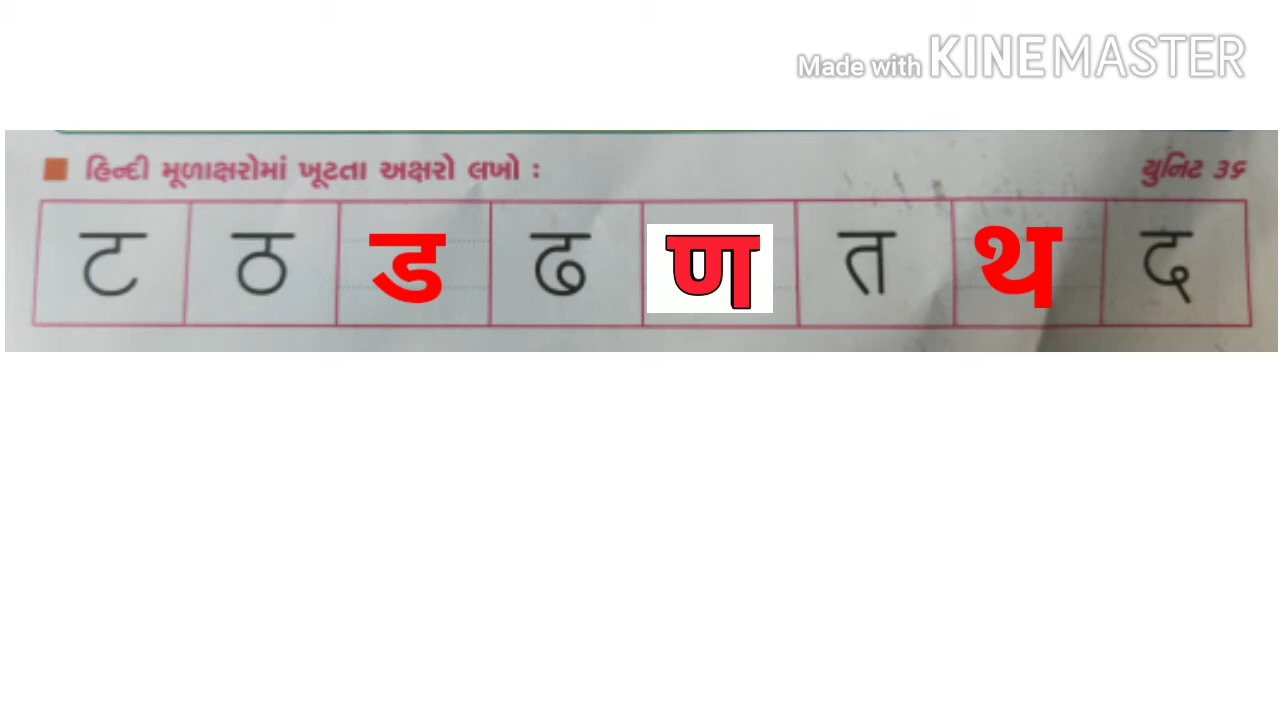 Made with KINEMASTER
હિન્દી મૂળાક્ષરોમાં ખૂટતા અક્ષરો લખો : યુનિટ ૩૬
ट ठ ड ढ ण त थ द